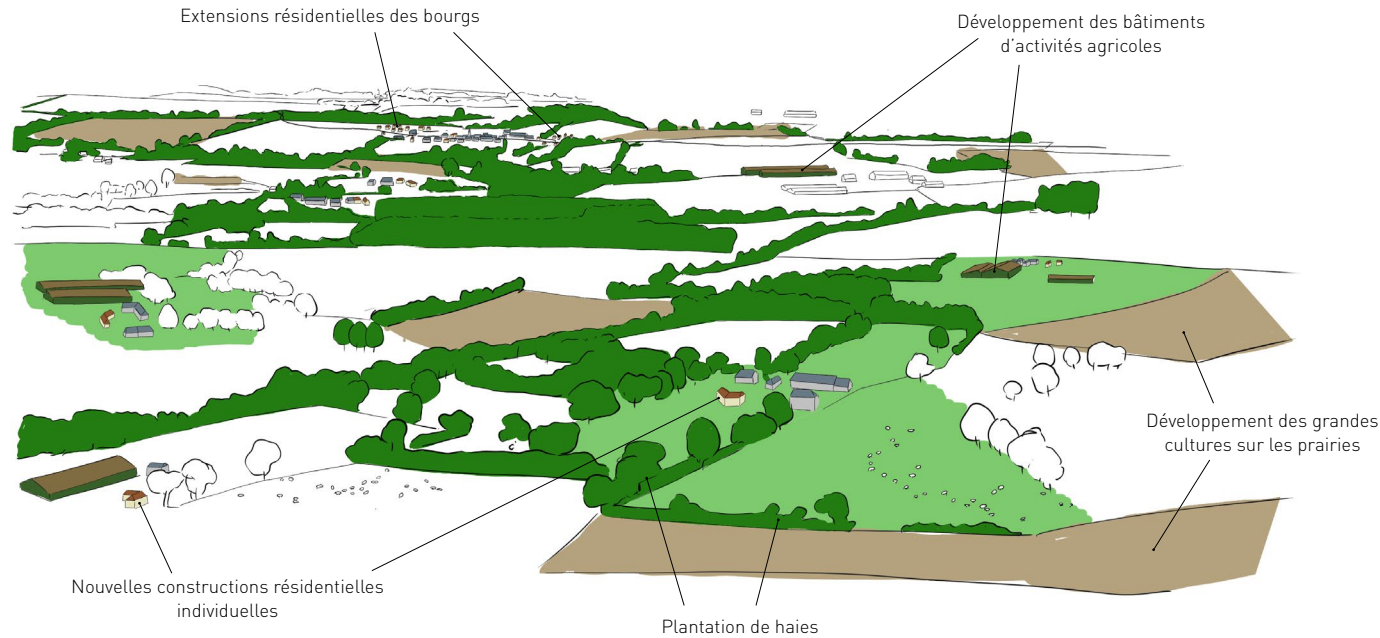 Extensions résidentielles des bourgs
Développement des bâtiments
d'activités agricoles
Développement des grandes
cultures sur les prairies
Nouvelles constructions résidentielles
individuelles
Plantation de haies